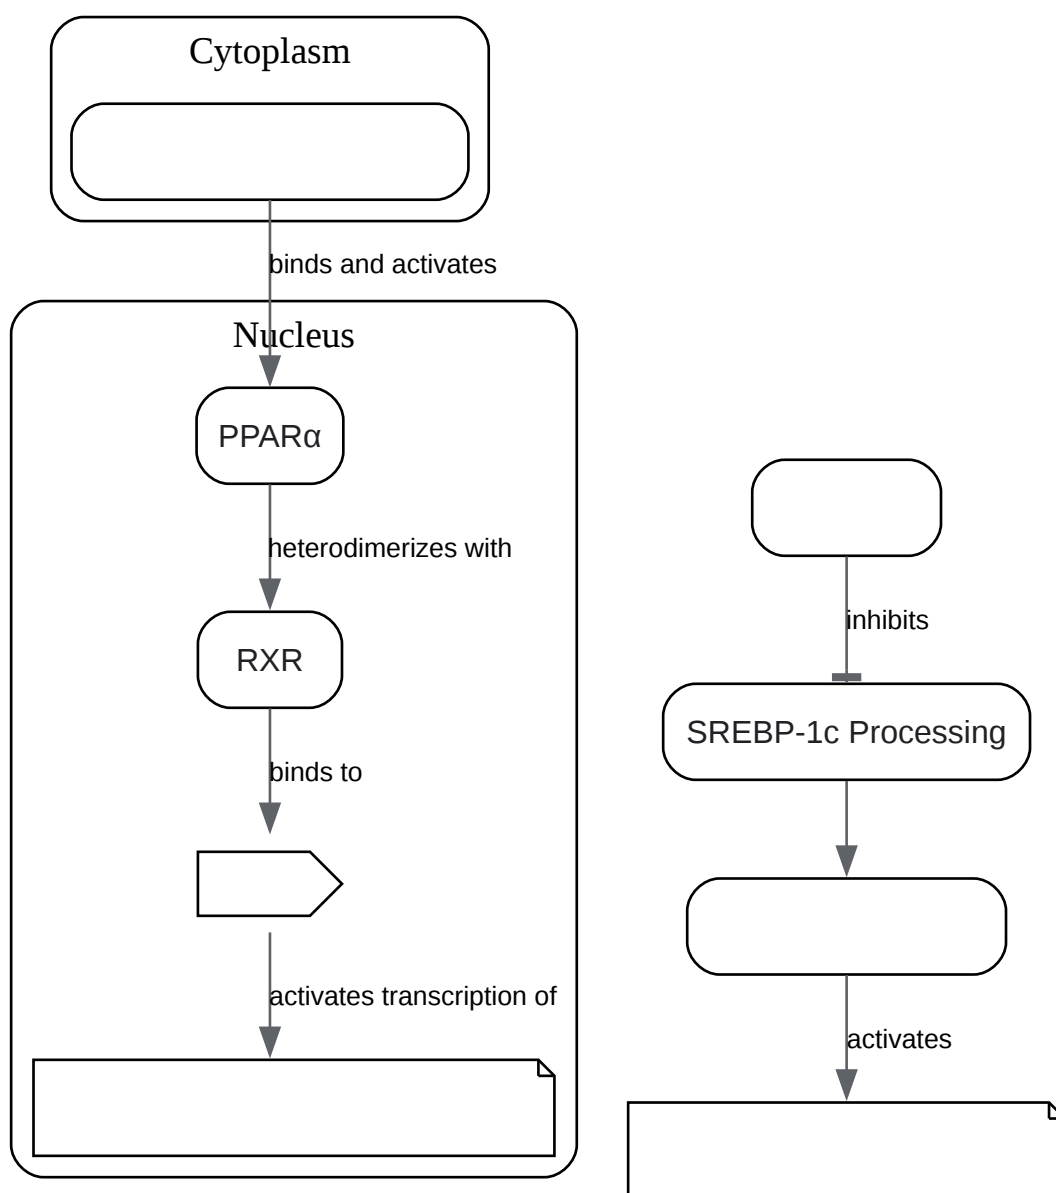 Cytoplasm
binds and activates
Nucleus
PPARα
heterodimerizes with
RXR
binds to
activates transcription of
inhibits
SREBP-1c Processing
activates